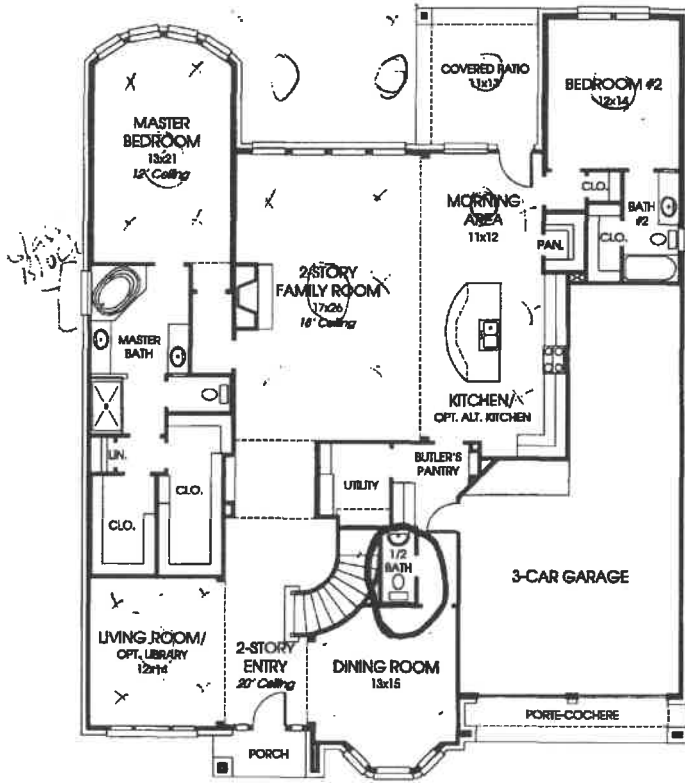 COVERED PATIO
11x13
BEDROOM #2
12x14
MASTER
BEDROOM
13x21
12' Ceiling
MORNING
AREA
11x12
CLO.
BATH
#2
CLO.
PAN.
Glass
Block
2-STORY
FAMILY ROOM
17x26
18' Ceiling
MASTER
BATH
KITCHEN/
OPT. ALT. KITCHEN
LIN.
CLO.
CLO.
UTILITY
BUTLER'S
PANTRY
1/2
BATH
3-CAR GARAGE
LIVING ROOM/
OPT. LIBRARY
12x14
2-STORY
ENTRY
20' Ceiling
DINING ROOM
13x15
PORCH
PORTE-COCHERE